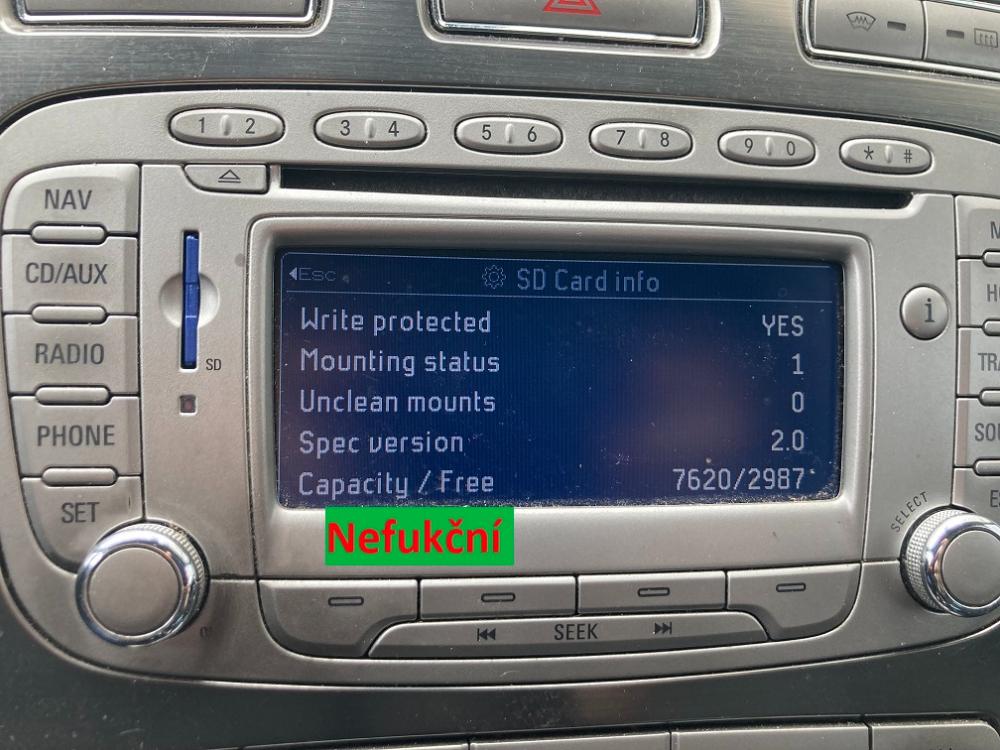 1 2
3 4
5 6
7 8
9 0
* #
NAV
CD/AUX
RADIO
PHONE
SET
SD
Esc
SD Card info
Write protected YES
Mounting status 1
Unclean mounts 0
Spec version 2.0
Capacity / Free 7620/2987
Nefukční
i
SELECT
SEEK